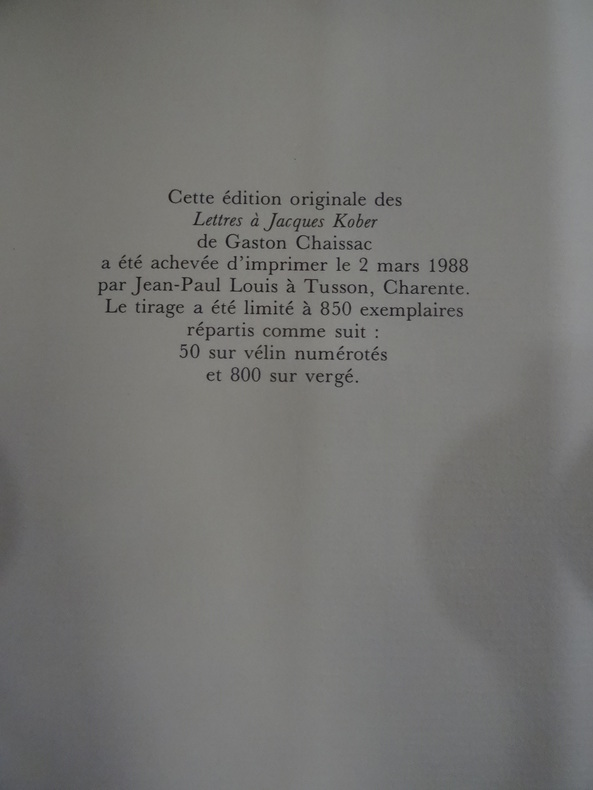 Cette édition originale des
Lettres à Jacques Kober
de Gaston Chaissac
a été achevée d'imprimer le 2 mars 1988
par Jean-Paul Louis à Tusson, Charente.
Le tirage a été limité à 850 exemplaires
répartis comme suit :
50 sur vélin numérotés
et 800 sur vergé.